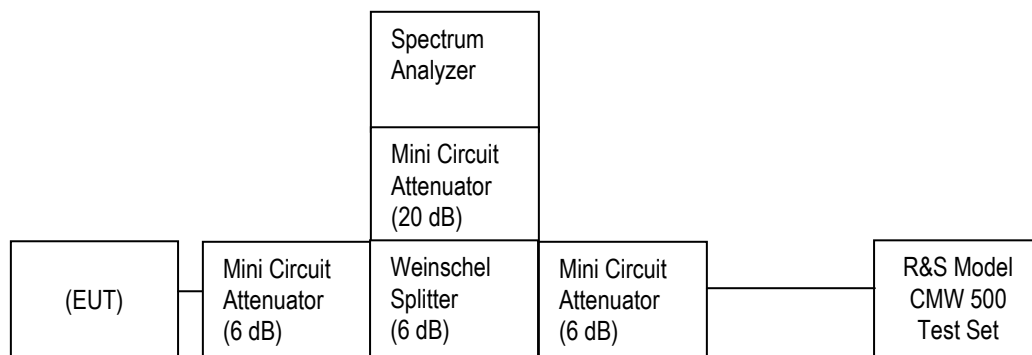 Spectrum
Analyzer
Mini Circuit
Attenuator
(20 dB)
(EUT)
Mini Circuit
Attenuator
(6 dB)
Weinschel
Splitter
(6 dB)
Mini Circuit
Attenuator
(6 dB)
R&S Model
CMW 500
Test Set